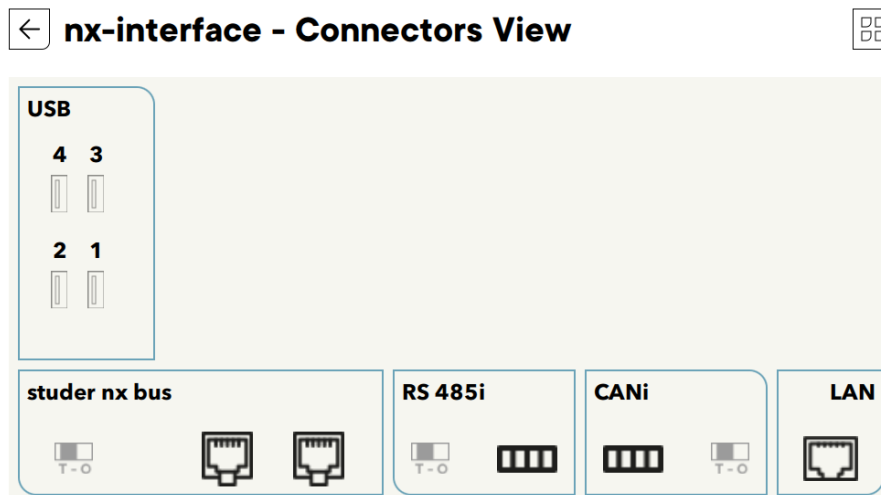 nx-interface - Connectors View
USB
4 3
2 1
studer nx bus
RS 485i
CANi
LAN
T - O
T - O
T - O